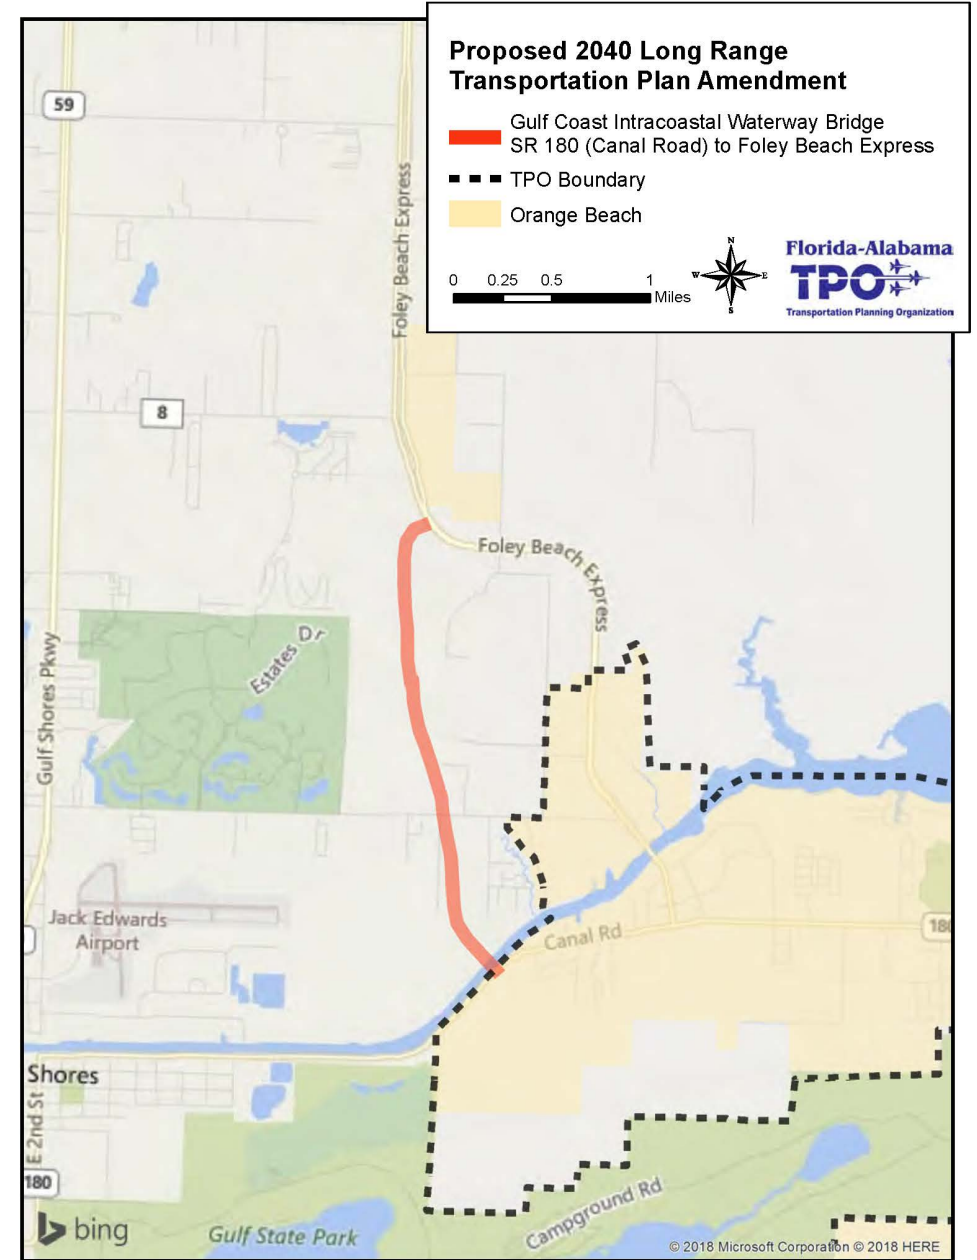 Proposed 2040 Long Range
Transportation Plan Amendment
Gulf Coast Intracoastal Waterway Bridge
SR 180 (Canal Road) to Foley Beach Express
TPO Boundary
Orange Beach
0 0.25 0.5 1
Miles
N
W E
S
Florida-Alabama
TPO
Transportation Planning Organization
59
Foley Beach Express
8
Foley Beach Express
Estates Dr
Gulf Shores Pkwy
Jack Edwards
Airport
Canal Rd
180
Shores
E 2nd St
180
Campground Rd
bing
Gulf State Park
© 2018 Microsoft Corporation © 2018 HERE